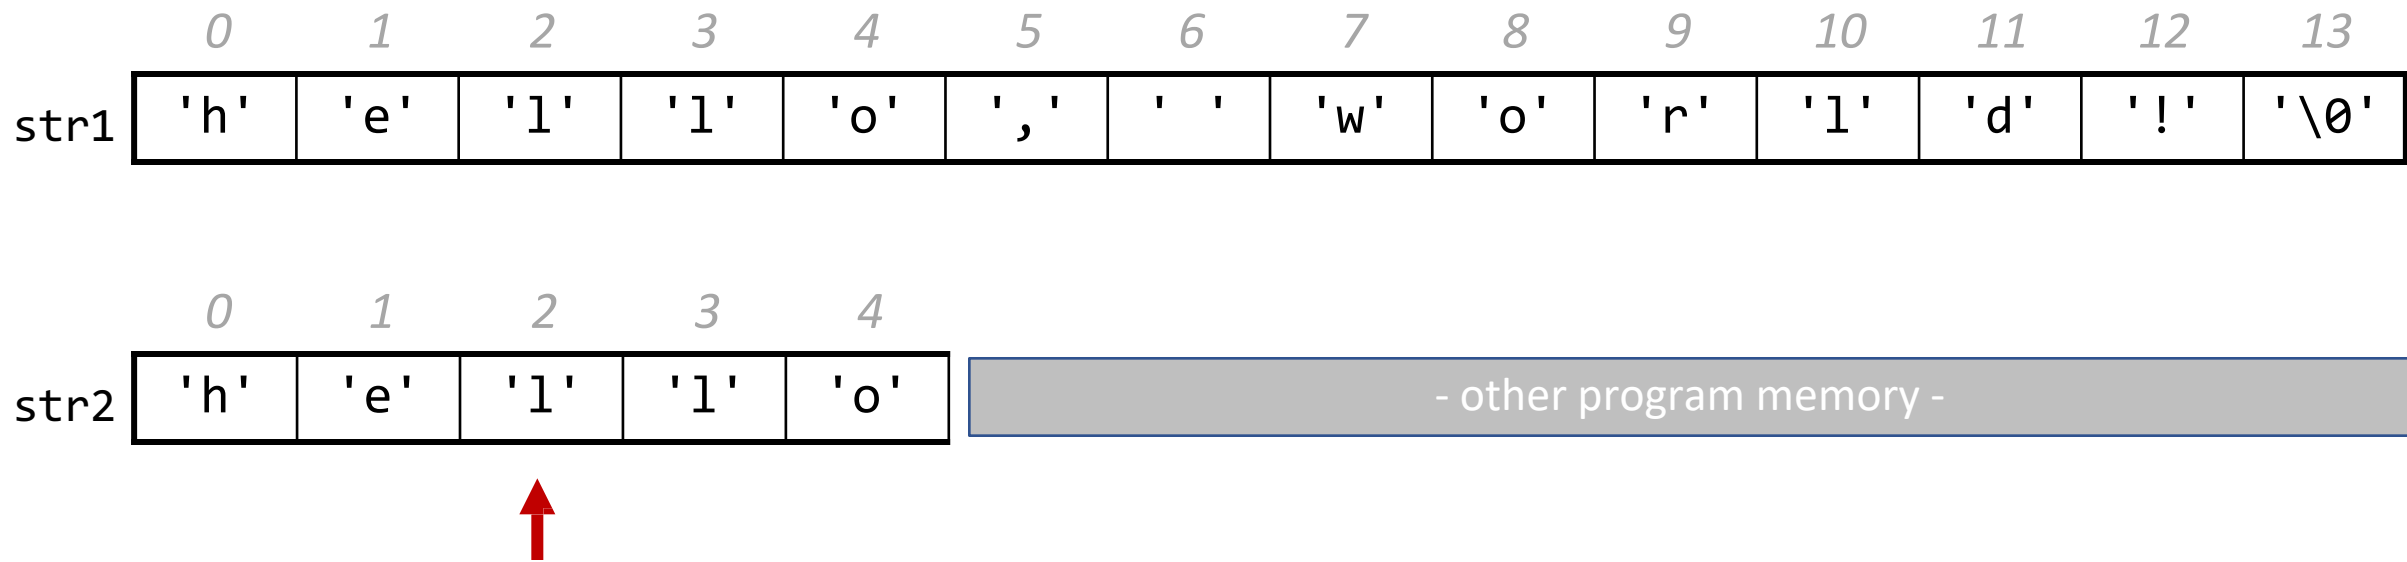 0 1 2 3 4 5 6 7 8 9 10 11 12 13
str1 'h' 'e' 'l' 'l' 'o' ',' ' ' 'w' 'o' 'r' 'l' 'd' '!' '\0'
0 1 2 3 4
str2 'h' 'e' 'l' 'l' 'o' - other program memory -